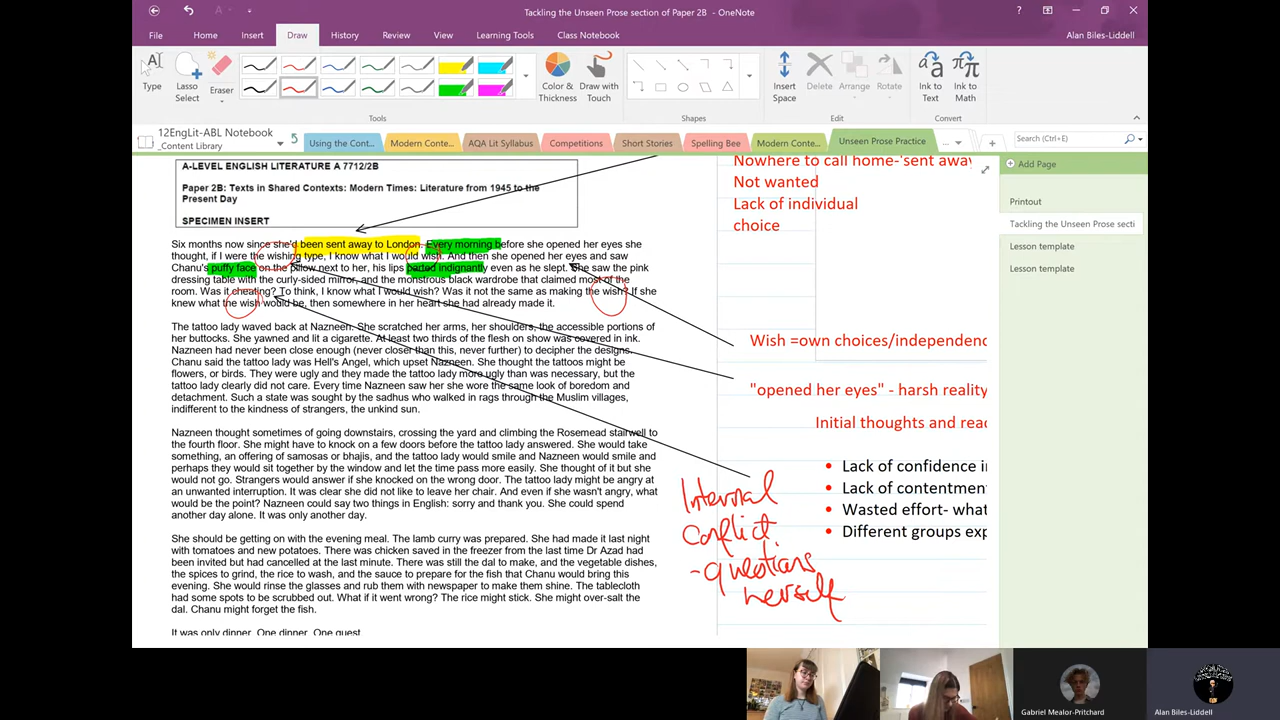 Tackling the Unseen Prose section of Paper 2B - OneNote
File Home Insert Draw History Review View Learning Tools Class Notebook
Alan Biles-Liddell
Type
Lasso Select
Eraser
Tools
Color & Thickness
Draw with Touch
Shapes
Insert Space
Delete
Arrange
Rotate
Edit
Ink to Text
Ink to Math
Convert
12EngLit-ABL Notebook
_Content Library
Using the Cont...
Modern Conte...
AQA Lit Syllabus
Competitions
Short Stories
Spelling Bee
Modern Conte...
Unseen Prose Practice
...
Search (Ctrl+E)
Add Page
Printout
Tackling the Unseen Prose secti
Lesson template
Lesson template
A-LEVEL ENGLISH LITERATURE A 7712/2B
Paper 2B: Texts in Shared Contexts: Modern Times: Literature from 1945 to the
Present Day
SPECIMEN INSERT
Six months now since she'd been sent away to London. Every morning before she opened her eyes she
thought, if I were the wishing type, I know what I would wish. And then she opened her eyes and saw
Chanu's puffy face on the pillow next to her, his lips parted indignantly even as he slept. She saw the pink
dressing table with the curly-sided mirror, and the monstrous black wardrobe that claimed most of the
room. Was it cheating? To think, I know what I would wish? Was it not the same as making the wish? If she
knew what the wish would be, then somewhere in her heart she had already made it.
The tattoo lady waved back at Nazneen. She scratched her arms, her shoulders, the accessible portions of
her buttocks. She yawned and lit a cigarette. At least two thirds of the flesh on show was covered in ink.
Nazneen had never been close enough (never closer than this, never further) to decipher the designs.
Chanu said the tattoo lady was Hell's Angel, which upset Nazneen. She thought the tattoos might be
flowers, or birds. They were ugly and they made the tattoo lady more ugly than was necessary, but the
tattoo lady clearly did not care. Every time Nazneen saw her she wore the same look of boredom and
detachment. Such a state was sought by the sadhus who walked in rags through the Muslim villages,
indifferent to the kindness of strangers, the unkind sun.
Nazneen thought sometimes of going downstairs, crossing the yard and climbing the Rosemead stairwell to
the fourth floor. She might have to knock on a few doors before the tattoo lady answered. She would take
something, an offering of samosas or bhajis, and the tattoo lady would smile and Nazneen would smile and
perhaps they would sit together by the window and let the time pass more easily. She thought of it but she
would not go. Strangers would answer if she knocked on the wrong door. The tattoo lady might be angry at
an unwanted interruption. It was clear she did not like to leave her chair. And even if she wasn't angry, what
would be the point? Nazneen could say two things in English: sorry and thank you. She could spend
another day alone. It was only another day.
She should be getting on with the evening meal. The lamb curry was prepared. She had made it last night
with tomatoes and new potatoes. There was chicken saved in the freezer from the last time Dr Azad had
been invited but had cancelled at the last minute. There was still the dal to make, and the vegetable dishes,
the spices to grind, the rice to wash, and the sauce to prepare for the fish that Chanu would bring this
evening. She would rinse the glasses and rub them with newspaper to make them shine. The tablecloth
had some spots to be scrubbed out. What if it went wrong? The rice might stick. She might over-salt the
dal. Chanu might forget the fish.
It was only dinner. One dinner. One guest
Nowhere to call home-'sent away
Not wanted
Lack of individual
choice
Wish =own choices/independenc
"opened her eyes" - harsh reality
Initial thoughts and read
• Lack of confidence i
• Lack of contentment
• Wasted effort- what
• Different groups exp
Internal
conflict.
- questions
herself
Gabriel Mealor-Pritchard
Alan Biles-Liddell